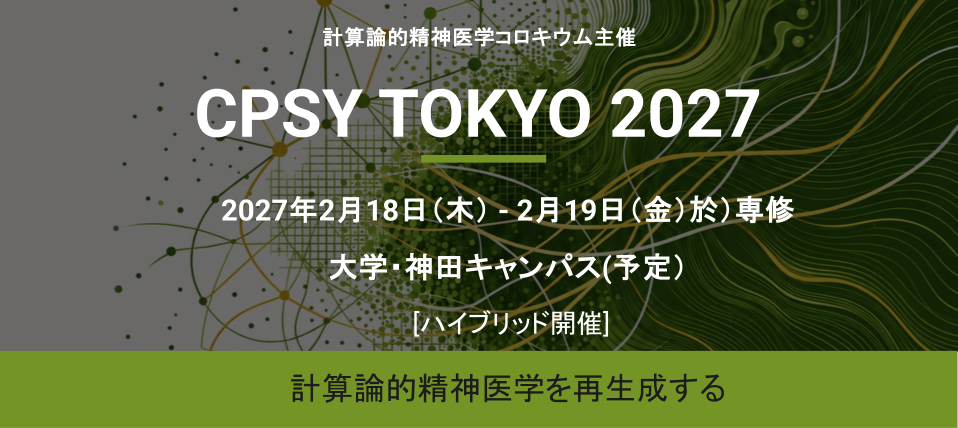 計算論的精神医学コロキウム主催
CPSY TOKYO 2027
2027年2月18日（木） - 2月19日（金）於）専修
大学・神田キャンパス(予定）
[ハイブリッド開催]
計算論的精神医学を再生成する